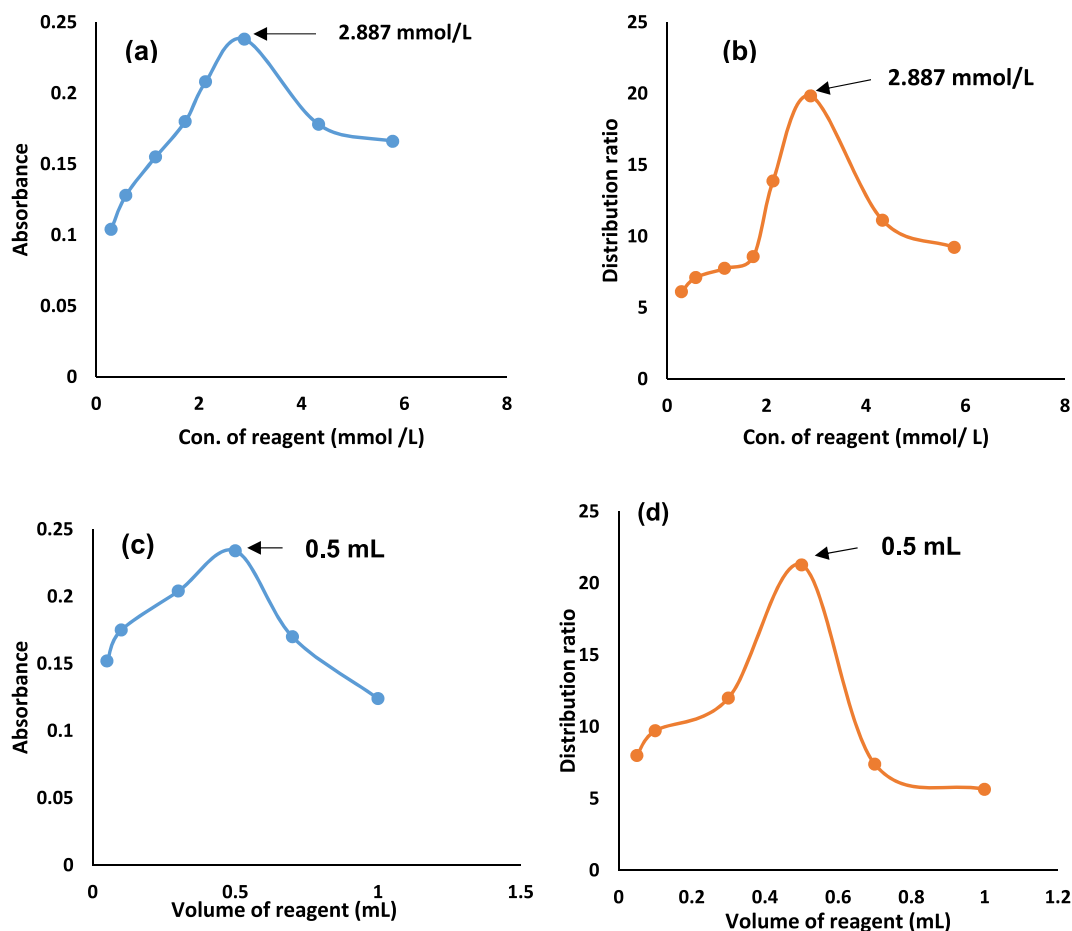 (a)
2.887 mmol/L
0.25
0.2
0.15
0.1
0.05
0
Absorbance
0 2 4 6 8
Con. of reagent (mmol /L)
(b)
2.887 mmol/L
25
20
15
10
5
0
Distribution ratio
0 2 4 6 8
Con. of reagent (mmol/ L)
(c)
0.5 mL
0.25
0.2
0.15
0.1
0.05
0
Absorbance
0 0.5 1 1.5
Volume of reagent (mL)
(d)
0.5 mL
25
20
15
10
5
0
Distribution ratio
0 0.2 0.4 0.6 0.8 1 1.2
Volume of reagent (mL)